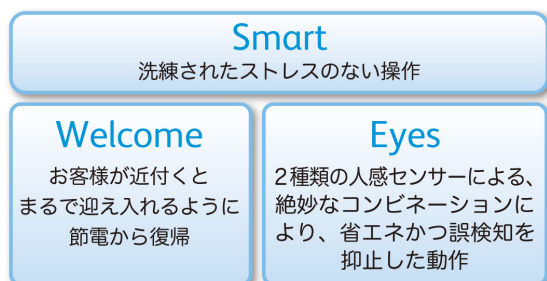 Smart
洗練されたストレスのない操作
Welcome
お客様が近付くと
まるで迎え入れるように
節電から復帰
Eyes
2種類の人感センサーによる、
絶妙なコンビネーションに
より、省エネかつ誤検知を
抑止した動作